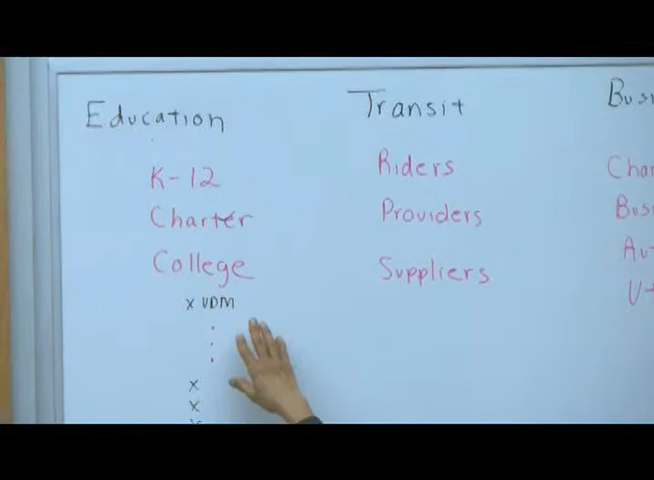 Education
K-12
Charter
College
x UDM
x
x
Transit
Riders
Providers
Suppliers